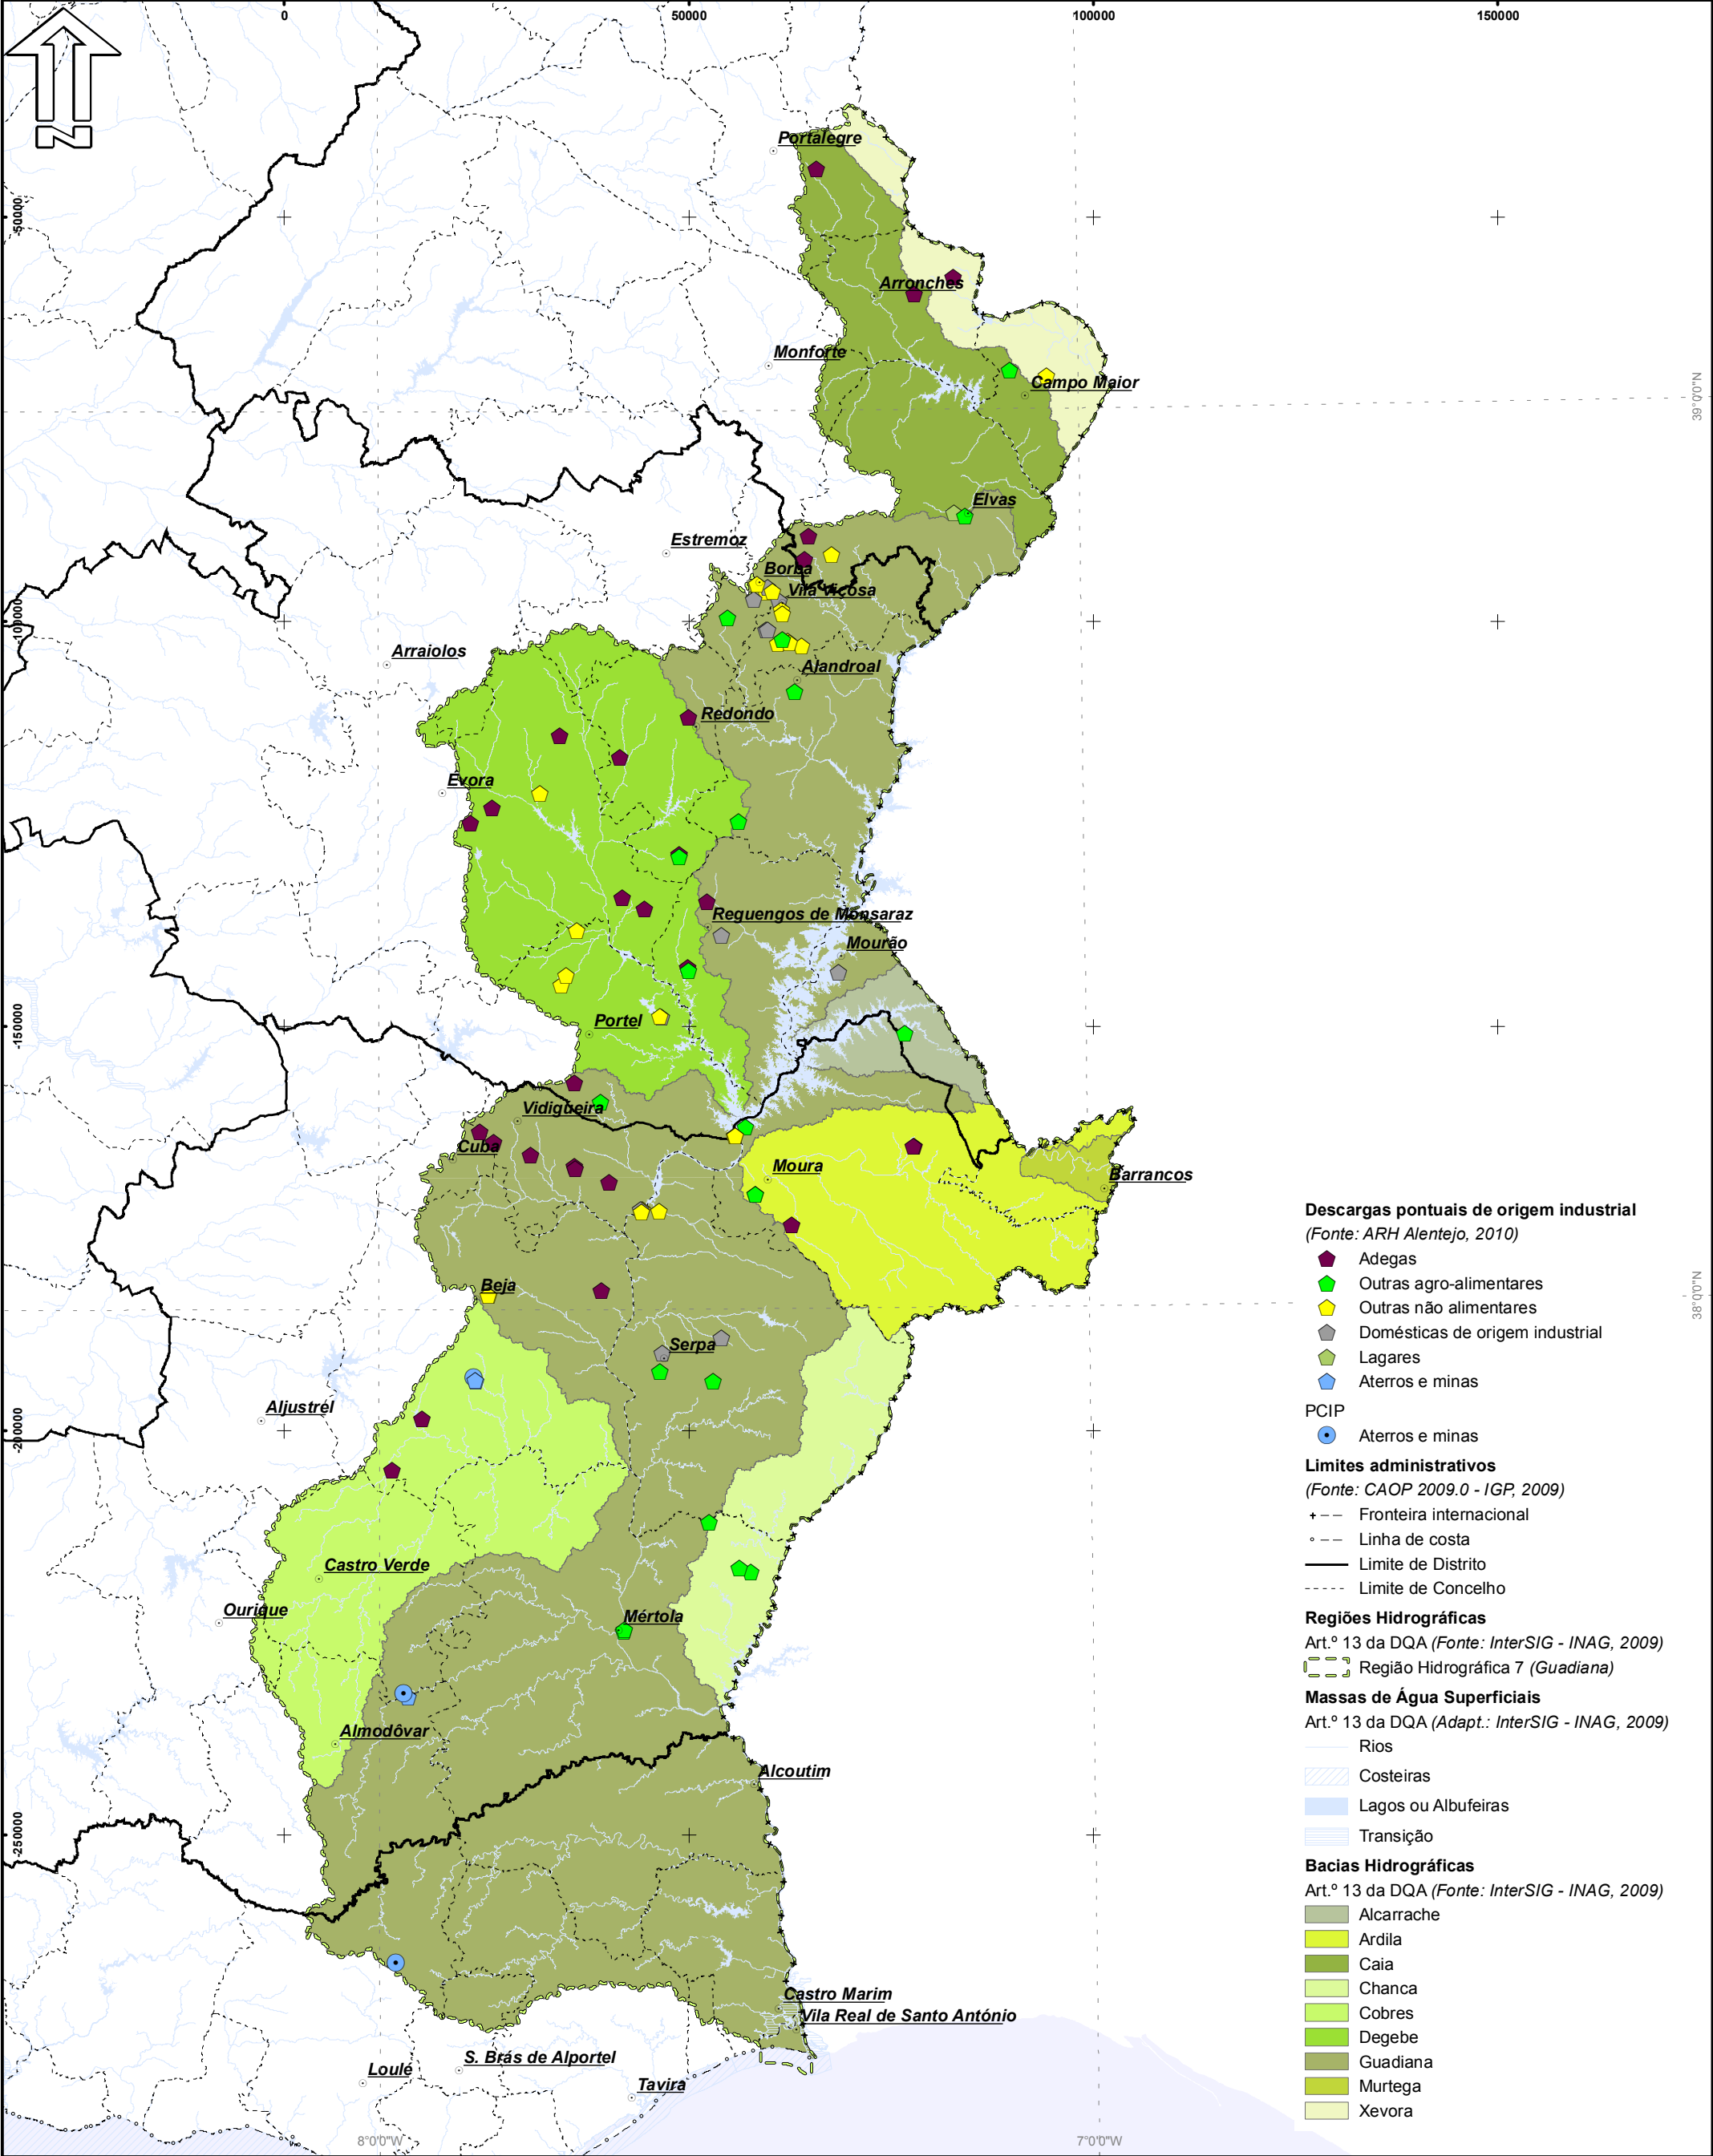 0
50000
100000
150000
N
Portalegre
-50000
Arronches
Monforte
Campo Maior
39°0'0"N
Elvas
Estremoz
Borba
Vila Viçosa
-100000
Arraiolos
Alandroal
Redondo
Évora
Reguengos de Monsaraz
Mourão
Portel
-150000
Vidigueira
Cuba
Moura
Barrancos
Beja
38°0'0"N
Serpa
Aljustrel
-200000
Castro Verde
Ourique
Mértola
Almodôvar
Alcoutim
-250000
Castro Marim
Vila Real de Santo António
S. Brás de Alportel
Loulé
Tavira
8°0'0"W
7°0'0"W
Descargas pontuais de origem industrial
(Fonte: ARH Alentejo, 2010)
Adegas
Outras agro-alimentares
Outras não alimentares
Domésticas de origem industrial
Lagares
Aterros e minas
PCIP
Aterros e minas
Limites administrativos
(Fonte: CAOP 2009.0 - IGP, 2009)
Fronteira internacional
Linha de costa
Limite de Distrito
Limite de Concelho
Regiões Hidrográficas
Art.º 13 da DQA (Fonte: InterSIG - INAG, 2009)
Região Hidrográfica 7 (Guadiana)
Massas de Água Superficiais
Art.º 13 da DQA (Adapt.: InterSIG - INAG, 2009)
Rios
Costeiras
Lagos ou Albufeiras
Transição
Bacias Hidrográficas
Art.º 13 da DQA (Fonte: InterSIG - INAG, 2009)
Alcarrache
Ardila
Caia
Chanca
Cobres
Degebe
Guadiana
Murtega
Xevora